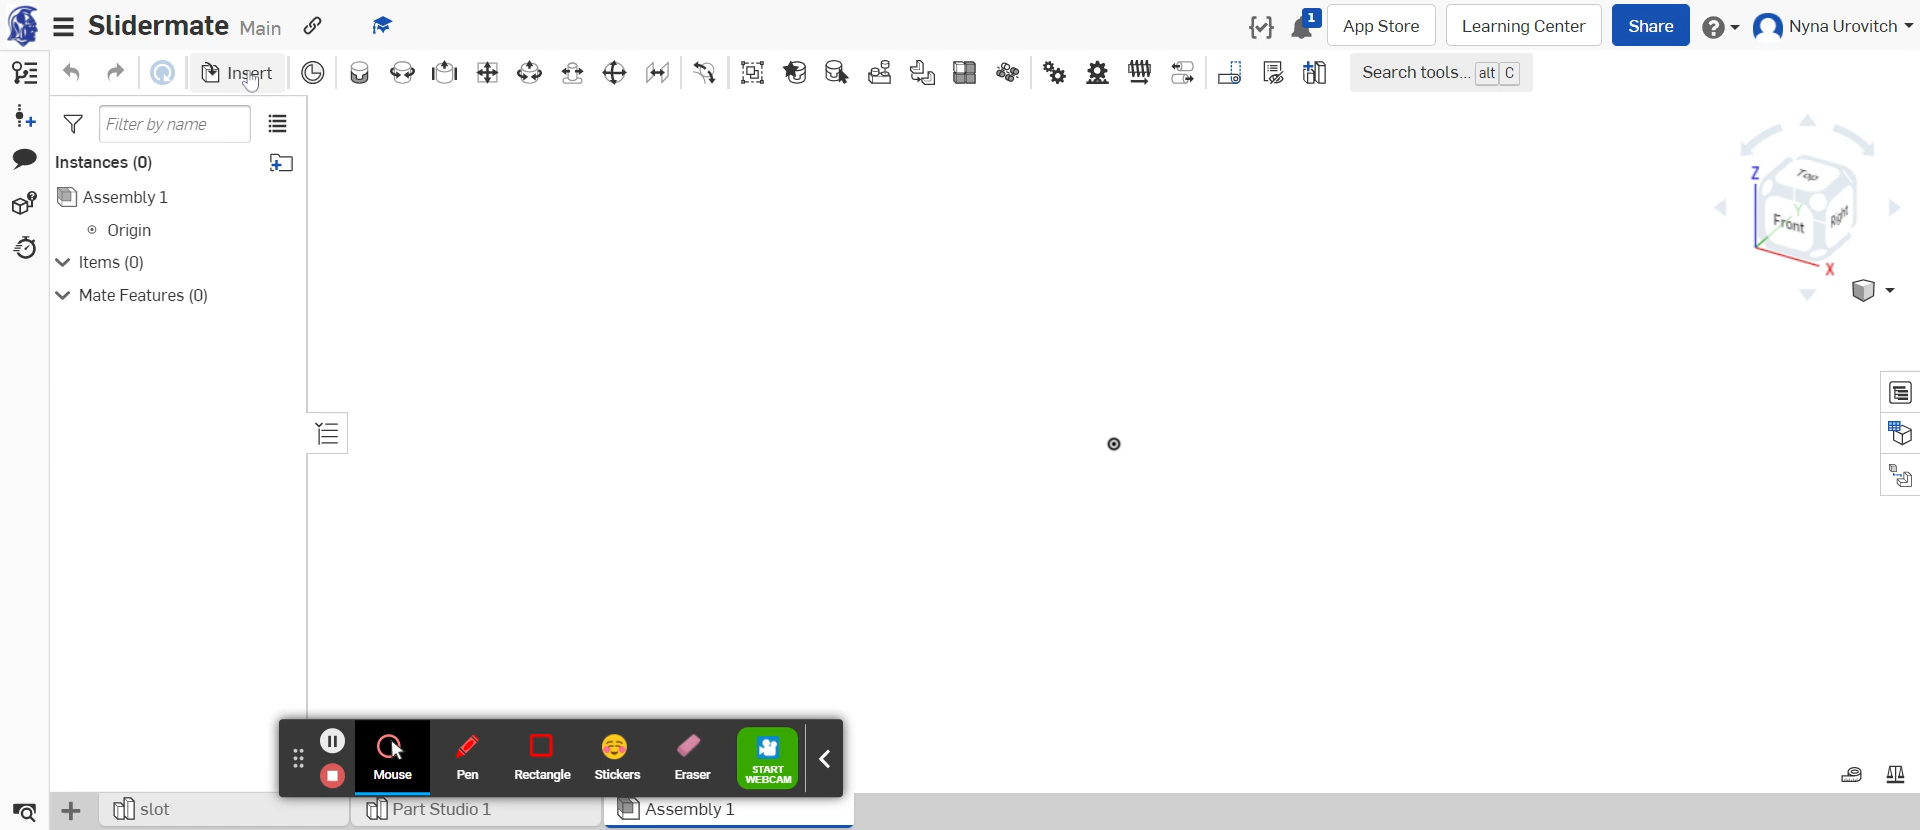 Slidermate Main
1
App Store
Learning Center
Share
Nyna Urovitch
Insert
Search tools... alt C
Filter by name
Instances (0)
Assembly 1
Origin
Items (0)
Mate Features (0)
Z
Top
Y
Front
Right
X
Mouse
Pen
Rectangle
Stickers
Eraser
START
WEBCAM
slot
Part Studio 1
Assembly 1